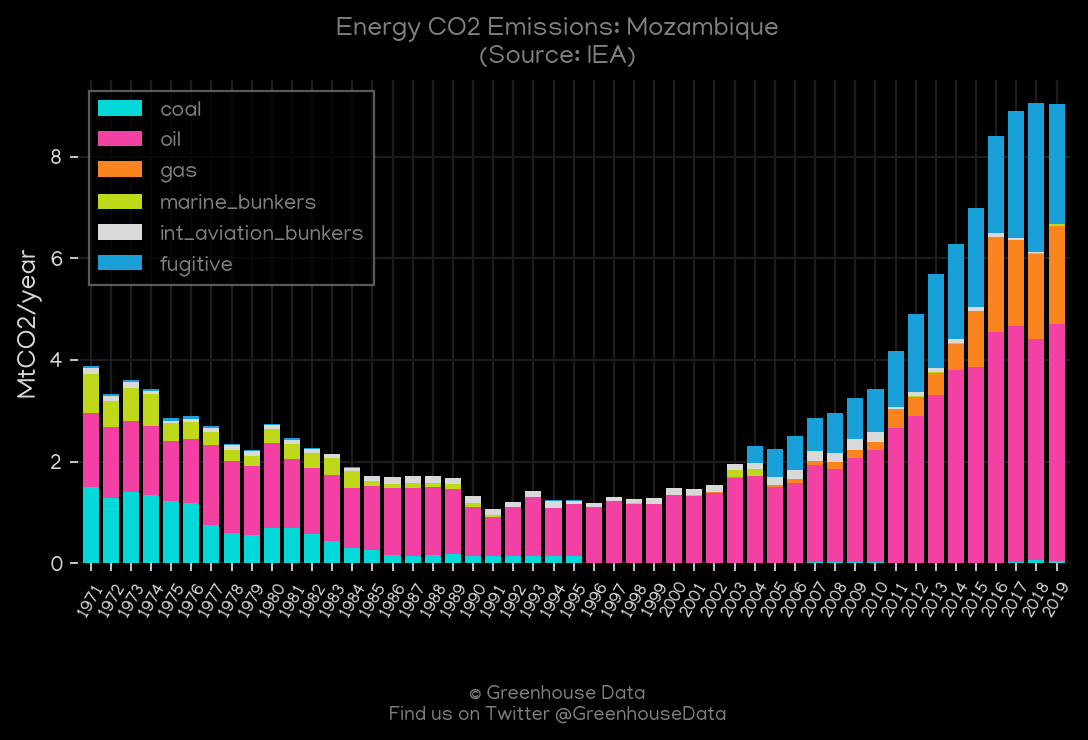 Energy CO2 Emissions: Mozambique
(Source: IEA)
coal
oil
gas
marine_bunkers
int_aviation_bunkers
fugitive
MtCO2/year
8
6
4
2
0
1971 1972 1973 1974 1975 1976 1977 1978 1979 1980 1981 1982 1983 1984 1985 1986 1987 1988 1989 1990 1991 1992 1993 1994 1995 1996 1997 1998 1999 2000 2001 2002 2003 2004 2005 2006 2007 2008 2009 2010 2011 2012 2013 2014 2015 2016 2017 2018 2019
© Greenhouse Data
Find us on Twitter @GreenhouseData